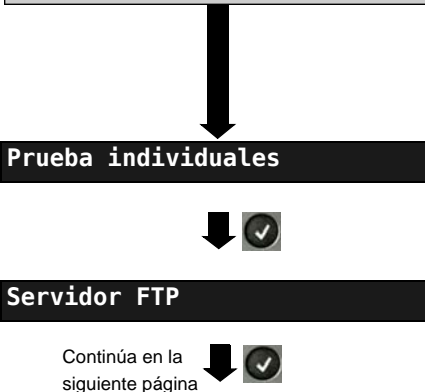 Prueba individuales
Servidor FTP
Continúa en la
siguiente página